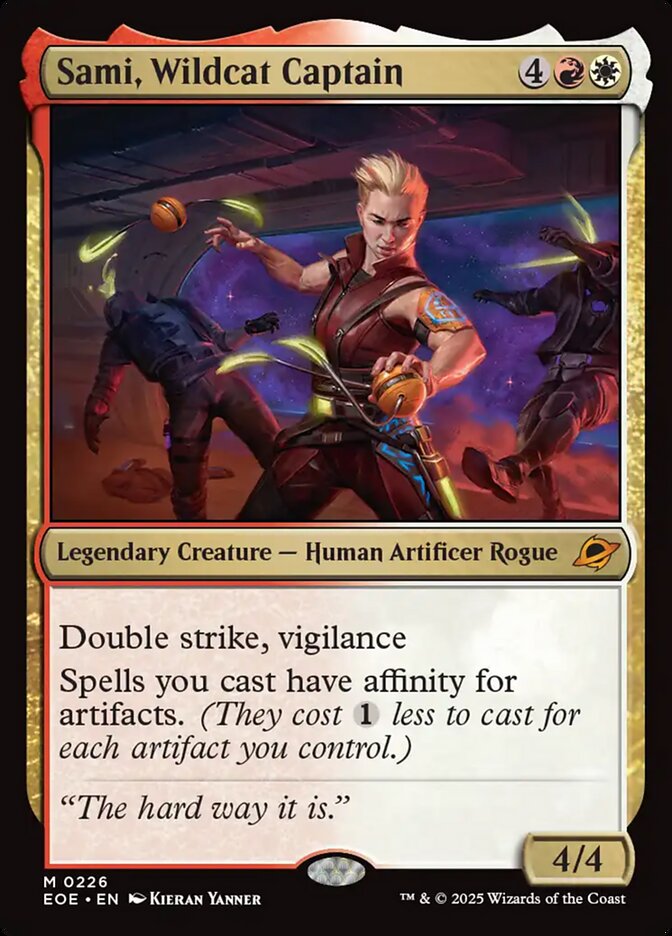 Sami, Wildcat Captain 4
Legendary Creature — Human Artificer Rogue
Double strike, vigilance
Spells you cast have affinity for
artifacts. (They cost 1 less to cast for
each artifact you control.)
“The hard way it is.”
4/4
M 0226
EOE • EN KIERAN YANNER ™ & © 2025 Wizards of the Coast